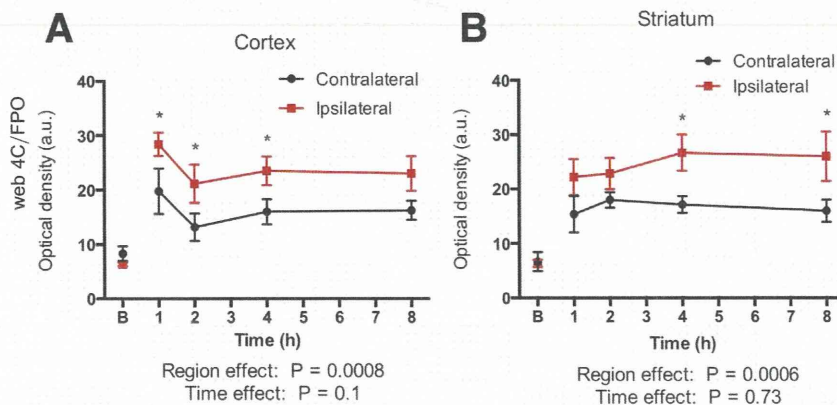 A
Cortex
Contralateral
Ipsilateral
web 4C/FPO
Optical density (a.u.)
40
30
20
10
0
*
*
*
B 1 2 3 4 5 6 7 8
Time (h)
Region effect: P = 0.0008
Time effect: P = 0.1
B
Striatum
Contralateral
Ipsilateral
Optical density (a.u.)
40
30
20
10
0
*
*
B 1 2 3 4 5 6 7 8
Time (h)
Region effect: P = 0.0006
Time effect: P = 0.73